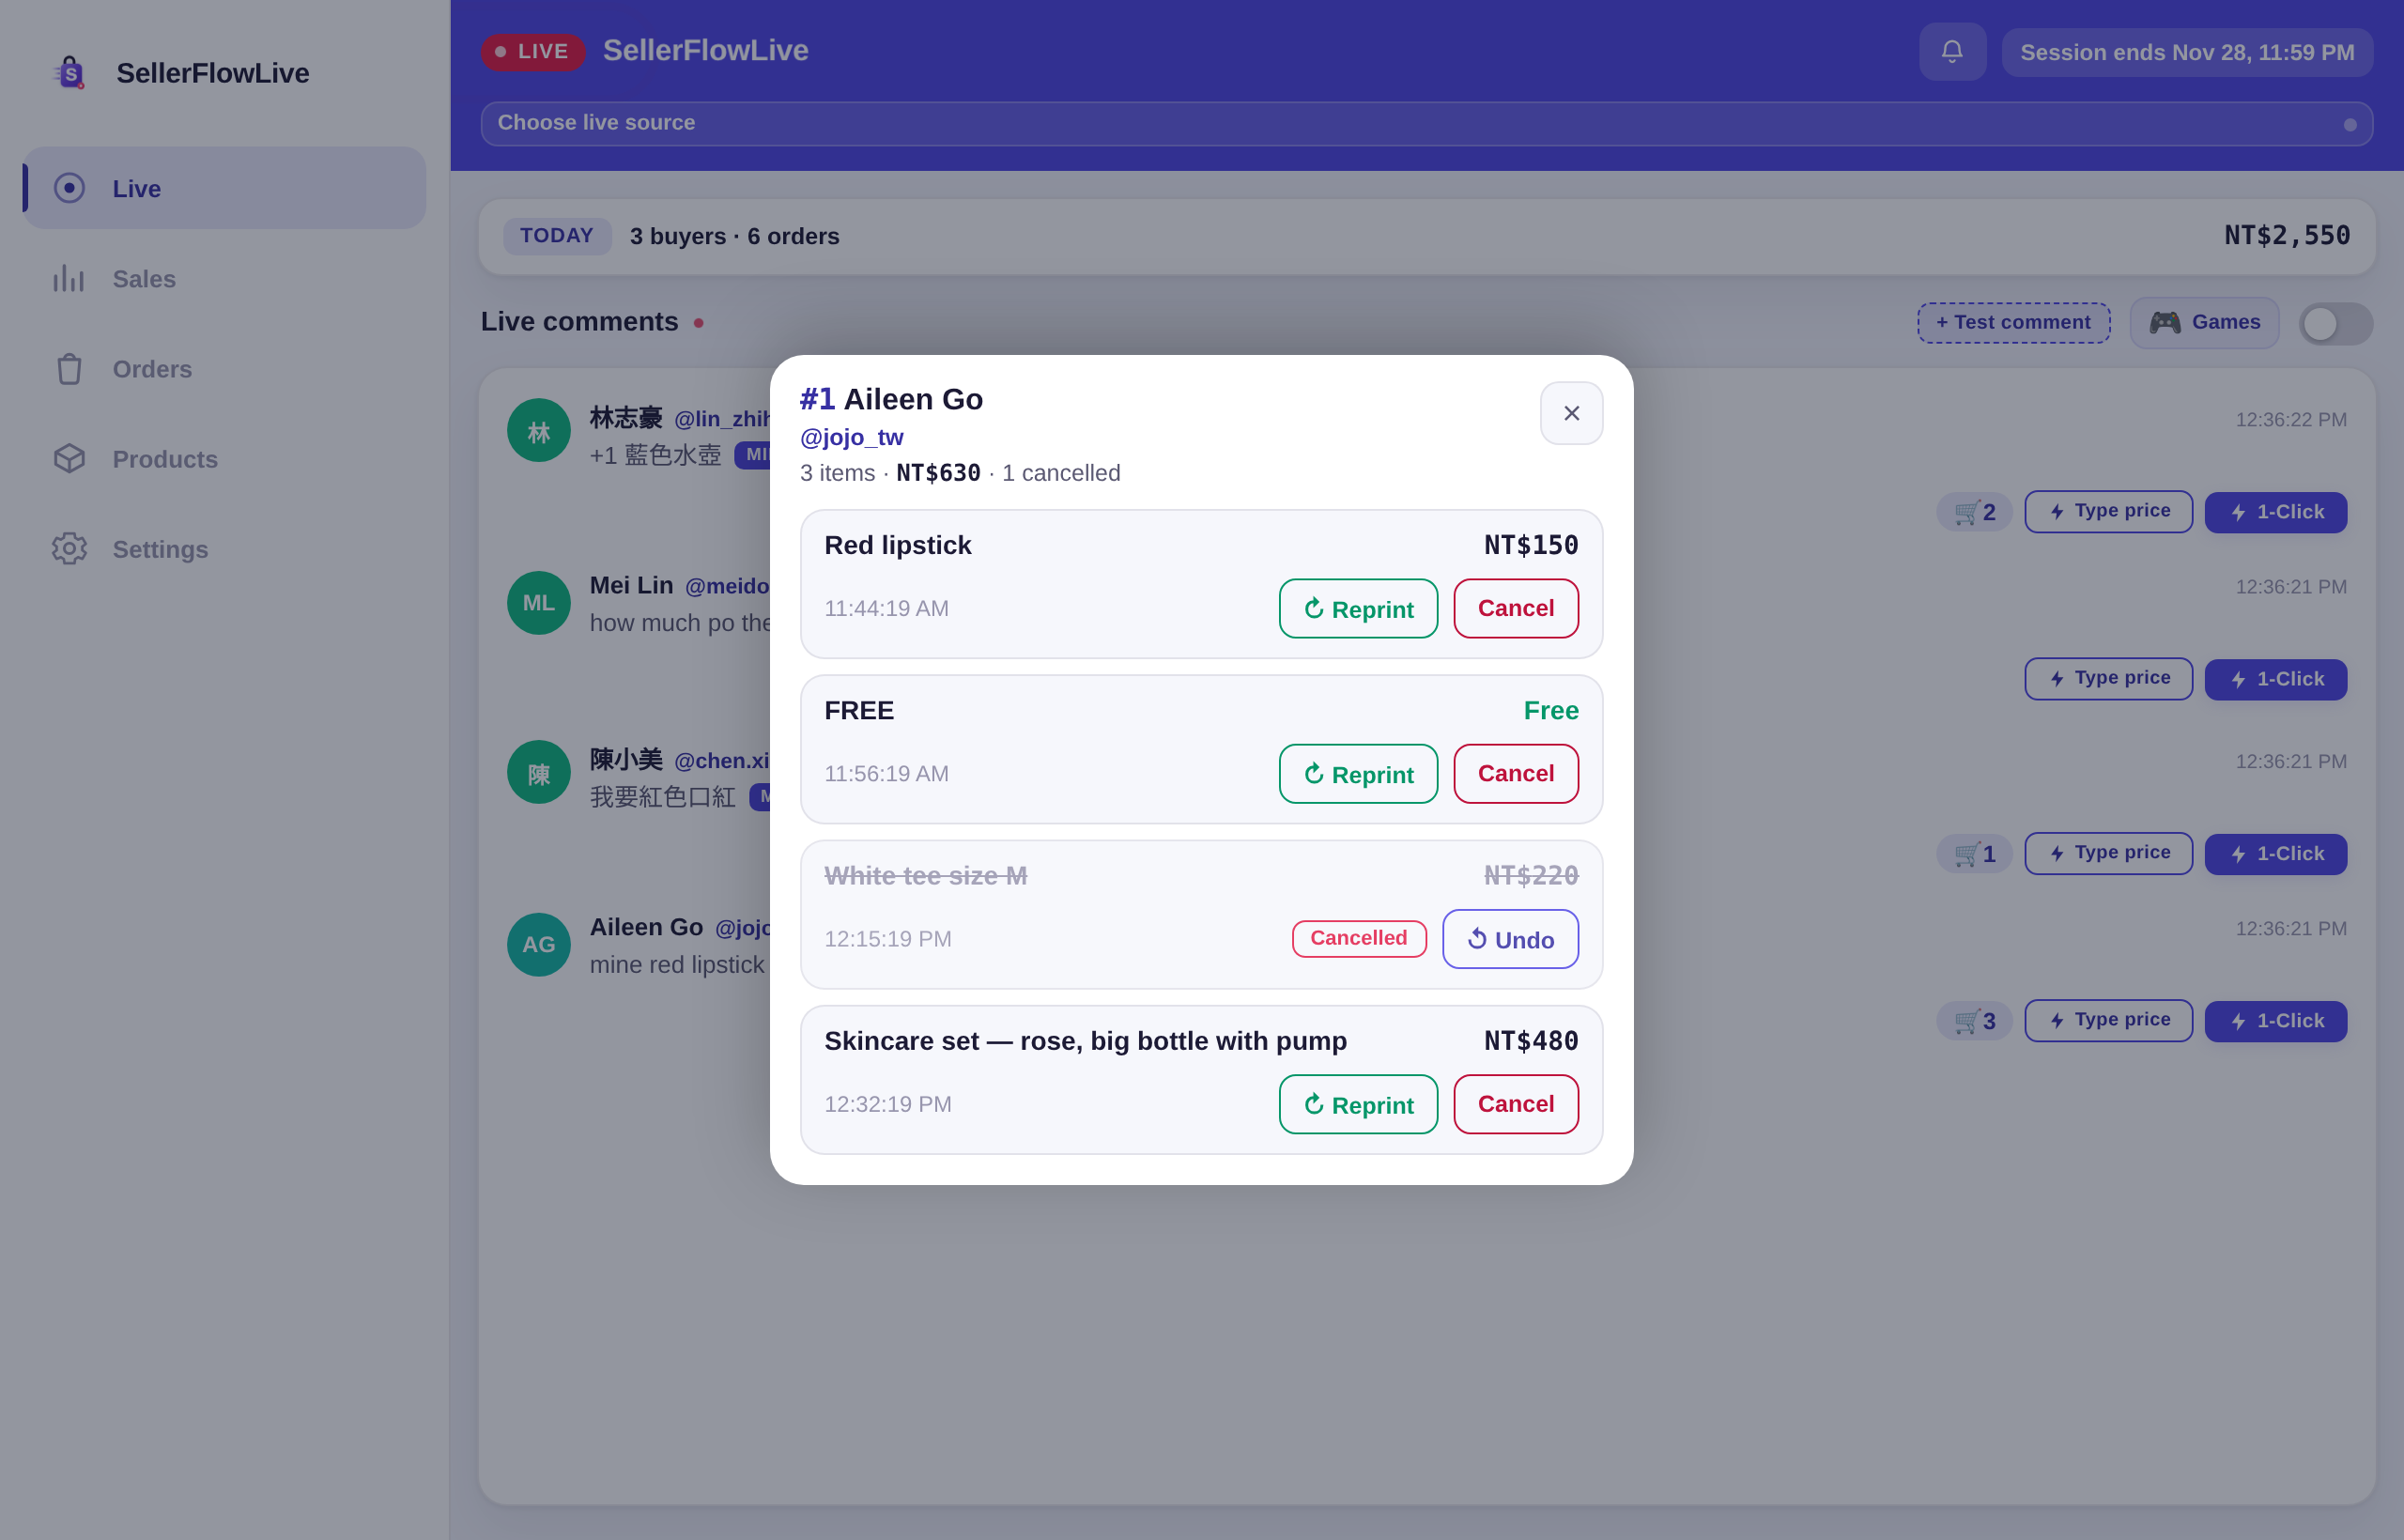 SellerFlowLive
Live
Sales
Orders
Products
Settings
LIVE SellerFlowLive
Session ends Nov 28, 11:59 PM
Choose live source
TODAY 3 buyers · 6 orders NT$2,550
Live comments
+ Test comment
🎮 Games
林 林志豪 12:36:22 PM
+1 藍色水壺
🛒2 Type price 1-Click
ML Mei Lin 12:36:21 PM
how much po
Type price 1-Click
陳 陳小美 12:36:21 PM
我要紅色口紅
🛒1 Type price 1-Click
AG Aileen Go 12:36:21 PM
mine red lipstick
🛒3 Type price 1-Click
#1 Aileen Go
@jojo_tw
3 items · NT$630 · 1 cancelled
Red lipstick NT$150
11:44:19 AM Reprint Cancel
FREE Free
11:56:19 AM Reprint Cancel
White tee size M NT$220
12:15:19 PM Cancelled Undo
Skincare set — rose, big bottle with pump NT$480
12:32:19 PM Reprint Cancel